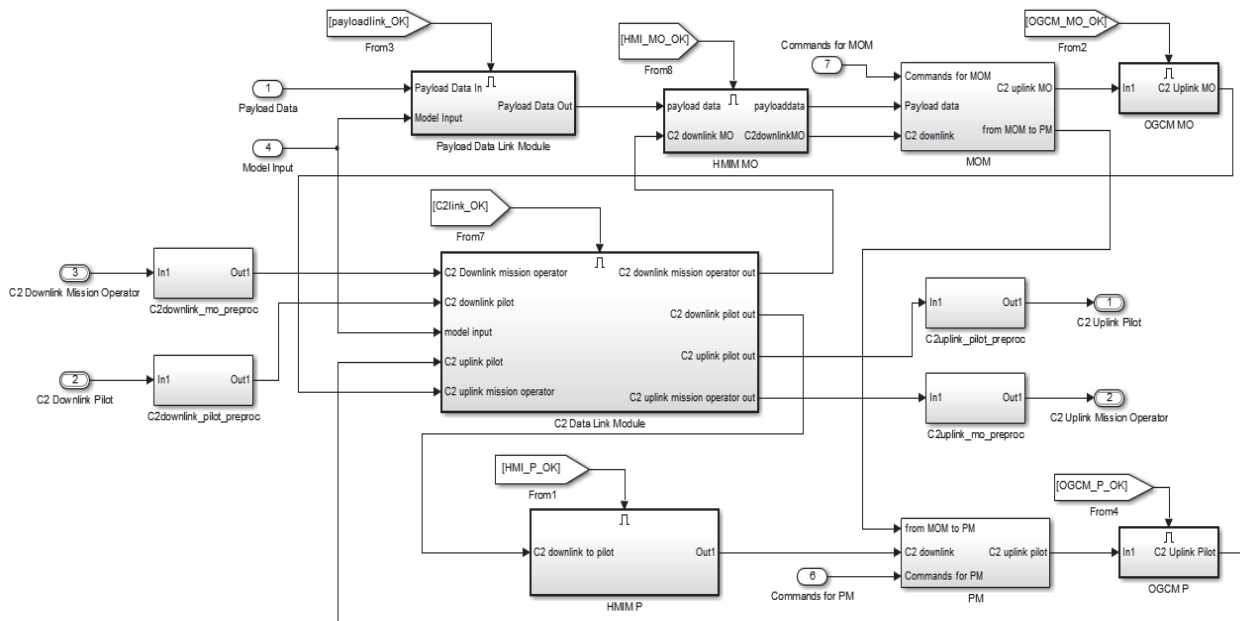 [payloadlink_OK]
From3
[HMI_MO_OK]
From8
[OGCM_MO_OK]
From2
Commands for MOM
7
1
Payload Data
4
Model Input
Payload Data In
Model Input
Payload Data Out
Payload Data Link Module
payload data
C2 downlink MO
payloaddata
C2downlinkMO
HMIM MO
Commands for MOM
Payload data
C2 downlink
C2 uplink MO
from MOM to PM
MOM
In1
C2 Uplink MO
OGCM MO
[C2link_OK]
From7
3
C2 Downlink Mission Operator
In1
Out1
C2downlink_mo_preproc
2
C2 Downlink Pilot
In1
Out1
C2downlink_pilot_preproc
C2 Downlink mission operator
C2 downlink pilot
model input
C2 uplink pilot
C2 uplink mission operator
C2 downlink mission operator out
C2 downlink pilot out
C2 uplink pilot out
C2 uplink mission operator out
C2 Data Link Module
In1
Out1
C2uplink_pilot_preproc
1
C2 Uplink Pilot
In1
Out1
C2uplink_mo_preproc
2
C2 Uplink Mission Operator
[HMI_P_OK]
From1
C2 downlink to pilot
Out1
HMIM P
6
Commands for PM
from MOM to PM
C2 downlink
Commands for PM
C2 uplink pilot
PM
[OGCM_P_OK]
From4
In1
C2 Uplink Pilot
OGCM P